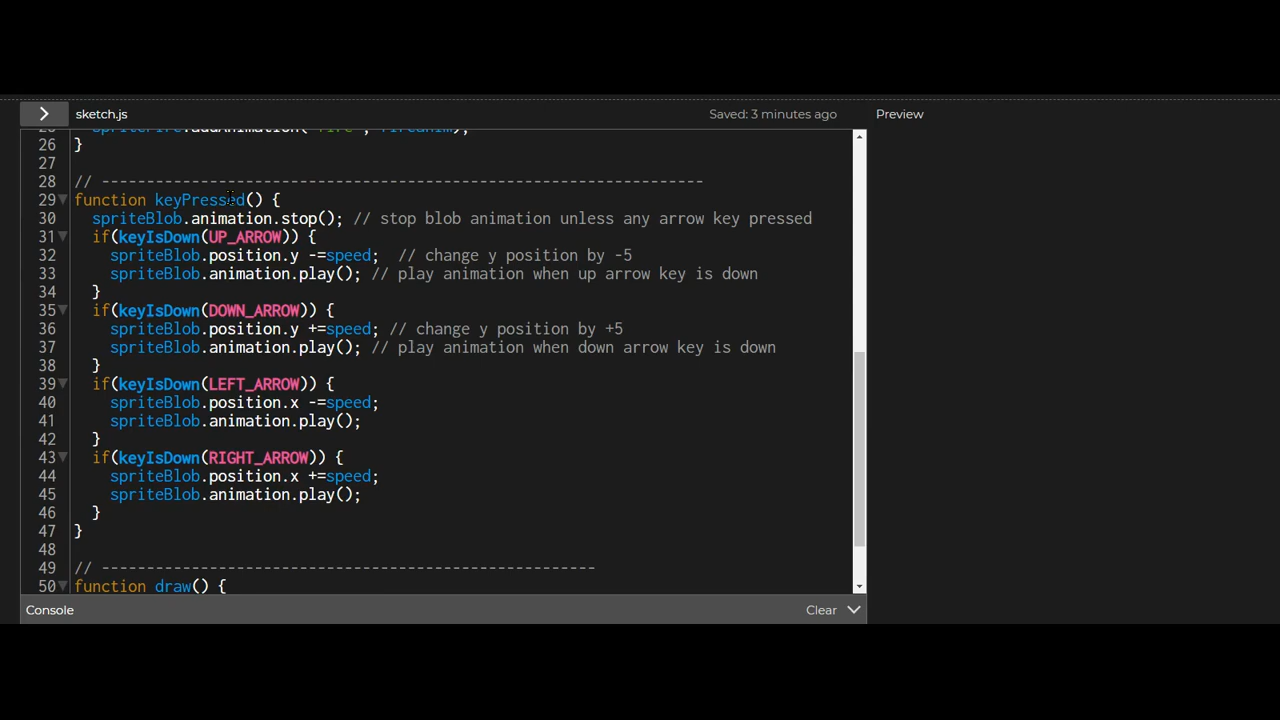 sketch.js Saved: 3 minutes ago Preview
26 }
27
28 // -------------------------------------------------------------------
29 function keyPressed() {
30 spriteBlob.animation.stop(); // stop blob animation unless any arrow key pressed
31 if(keyIsDown(UP_ARROW)) {
32 spriteBlob.position.y -=speed; // change y position by -5
33 spriteBlob.animation.play(); // play animation when up arrow key is down
34 }
35 if(keyIsDown(DOWN_ARROW)) {
36 spriteBlob.position.y +=speed; // change y position by +5
37 spriteBlob.animation.play(); // play animation when down arrow key is down
38 }
39 if(keyIsDown(LEFT_ARROW)) {
40 spriteBlob.position.x -=speed;
41 spriteBlob.animation.play();
42 }
43 if(keyIsDown(RIGHT_ARROW)) {
44 spriteBlob.position.x +=speed;
45 spriteBlob.animation.play();
46 }
47 }
48
49 // -------------------------------------------------------
50 function draw() {
Console Clear